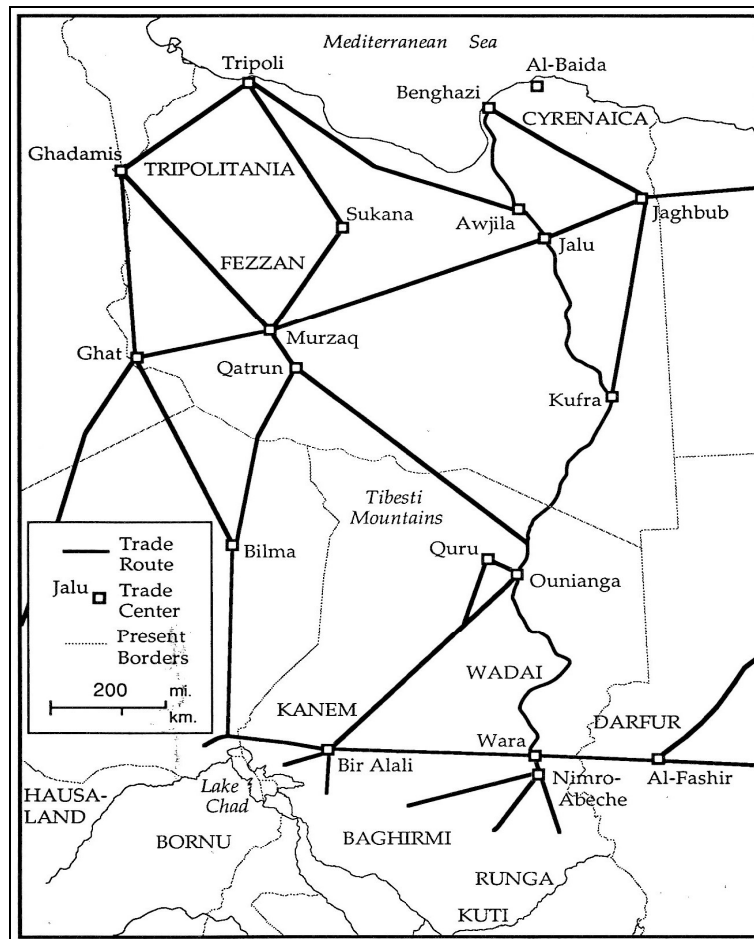 Mediterranean Sea
Tripoli
Al-Baida
Benghazi
CYRENAICA
Ghadamis
TRIPOLITANIA
Sukana
Awjila
Jaghbub
Jalu
FEZZAN
Murzaq
Ghat
Qatrun
Kufra
Tibesti
Mountains
Bilma
Quru
Ounianga
Trade
Route
Jalu
Trade
Center
Present
Borders
200 mi.
km.
WADAI
KANEM
DARFUR
Wara
Bir Alali
Al-Fashir
Nimro-
Abeche
Lake
Chad
HAUSA-
LAND
BORNU
BAGHIRMI
RUNGA
KUTI